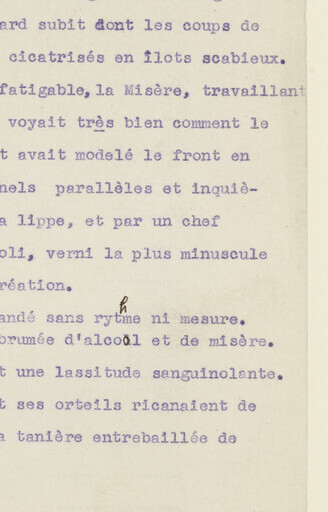 ard subit dont les coups de
cicatrisés en îlots scabieux.
fatigable, la Misère, travaillant
voyait très bien comment le
t avait modelé le front en
nels parallèles et inquiè-
a lippe, et par un chef
oli, verni la plus minuscule
réation.
andé sans rythme ni mesure.
brumée d'alcool et de misère.
t une lassitude sanguinolante.
t ses orteils ricanaient de
a tanière entrebaillée de